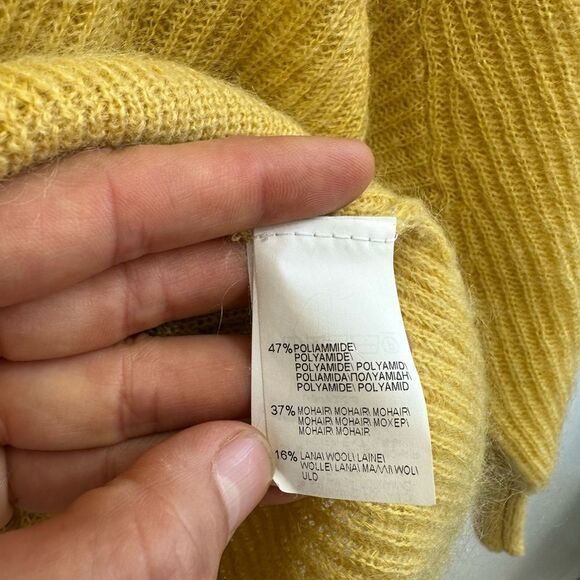 47% POLIAMMIDE\
POLYAMIDE\
POLYAMIDE\ POLYAMID\
POLIAMIDA\ΠΟΛΥΑΜΙΔΗ\
POLYAMIDE\ POLYAMID
37% MOHAIR\ MOHAIR\ MOHAIR\
MOHAIR\ MOHAIR\ MOXEP\
MOHAIR\ MOHAIR
16% LANA\ WOOL\ LAINE\
WOLLE\ LANA\ ΜΑΛΛΙ\ WOL\
ULD